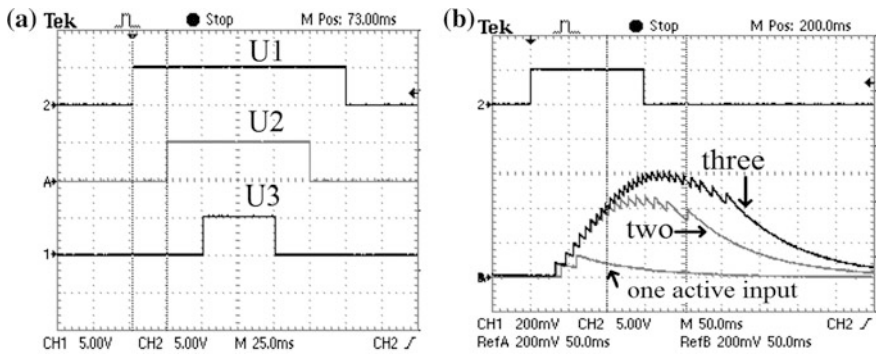 (a) Tek Stop M Pos: 73.00ms
U1
2
U2
A
U3
1
CH1 5.00V CH2 5.00V M 25.0ms CH2
(b) Tek Stop M Pos: 200.0ms
2
three
two
one active input
CH1 200mV CH2 5.00V M 50.0ms CH2
RefA 200mV 50.0ms RefB 200mV 50.0ms